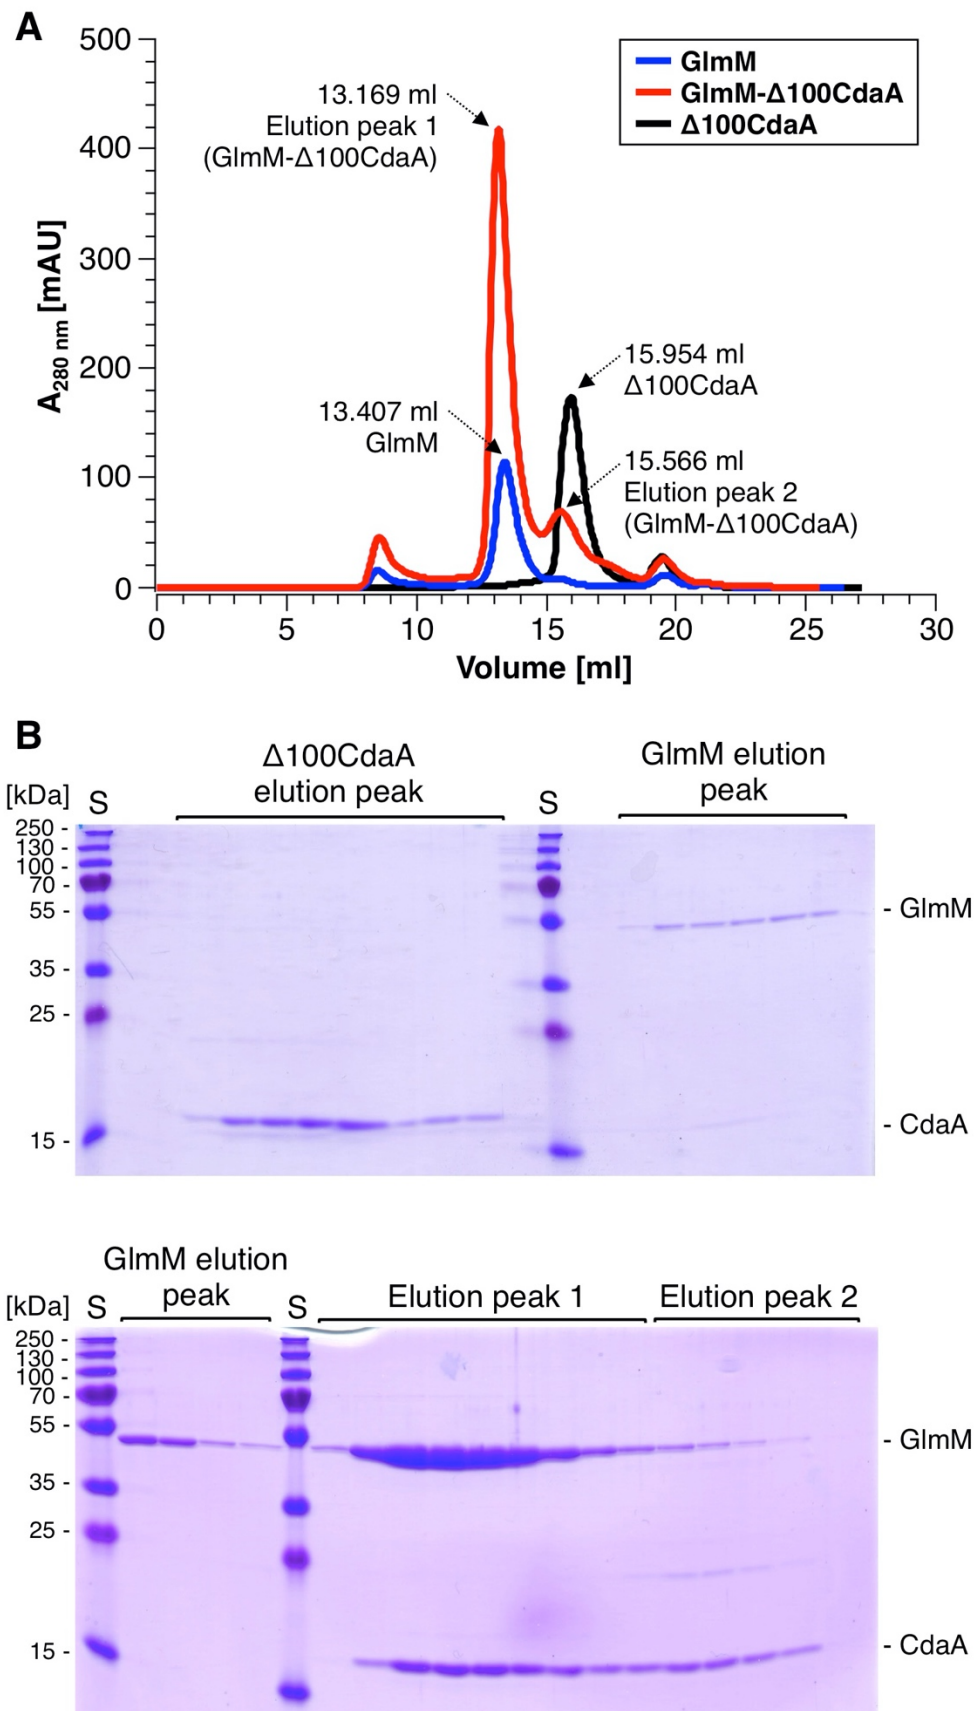 A
500
400
300
200
100
0
A280 nm [mAU]
0 5 10 15 20 25 30
Volume [ml]
GlmM
GlmM-Δ100CdaA
Δ100CdaA
13.169 ml
Elution peak 1
(GlmM-Δ100CdaA)
13.407 ml
GlmM
15.954 ml
Δ100CdaA
15.566 ml
Elution peak 2
(GlmM-Δ100CdaA)
B
Δ100CdaA
elution peak
GlmM elution
peak
[kDa] S S
250 -
130 -
100 -
70 -
55 -
35 -
25 -
15 -
- GlmM
- CdaA
GlmM elution
peak
Elution peak 1
Elution peak 2
[kDa] S S
250 -
130 -
100 -
70 -
55 -
35 -
25 -
15 -
- GlmM
- CdaA